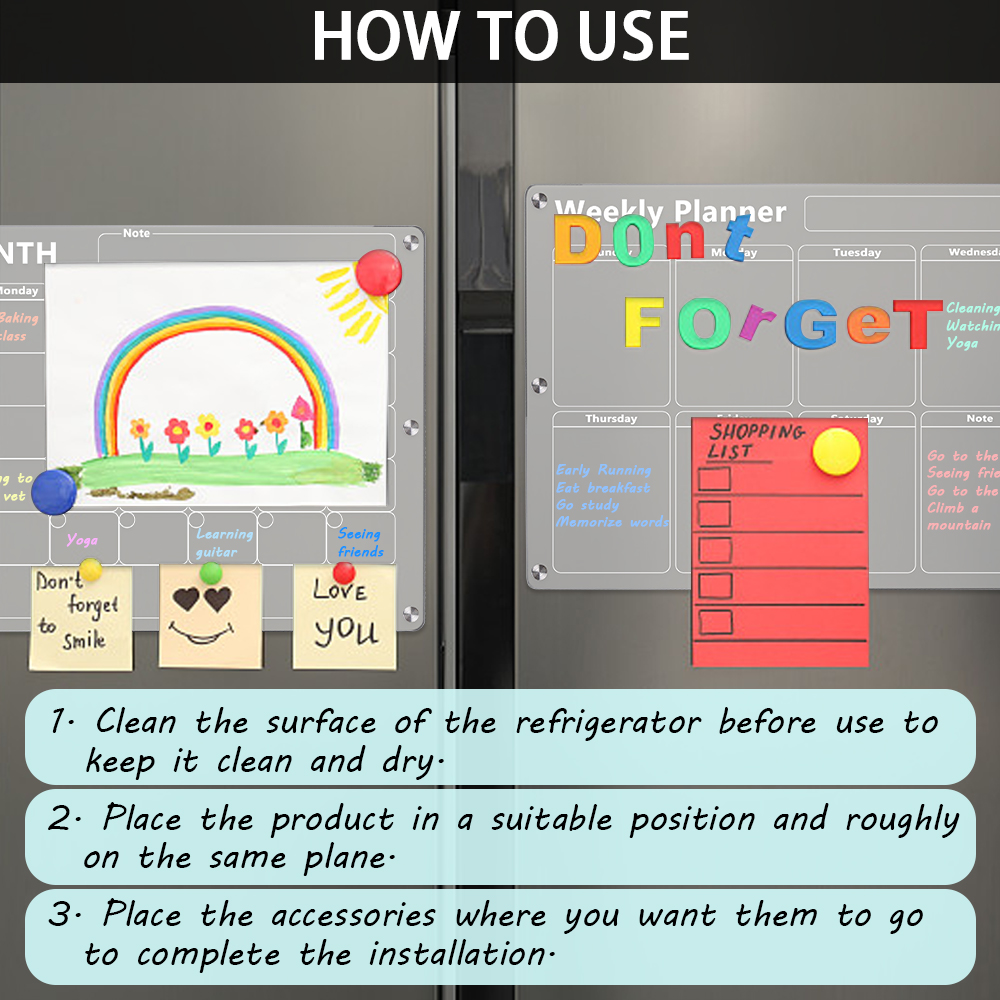 HOW TO USE
NTH
Note
Monday
Baking
class
ng to
vet
Yoga
Learning
guitar
Seeing
friends
Don't
forget
to
Smile
LOVE
YOU
Weekly Planner
DOn't
FOrGeT
Tuesday
Wednesd
Cleaning
Watchin
Yoga
Thursday
Friday
Saturday
Note
Early Running
Eat breakfast
Go study
Memorize words
SHOPPING
LIST
Go to the
Seeing frie
Go to the
Climb a
mountain
1. Clean the surface of the refrigerator before use to
keep it clean and dry.
2. Place the product in a suitable position and roughly
on the same plane.
3. Place the accessories where you want them to go
to complete the installation.